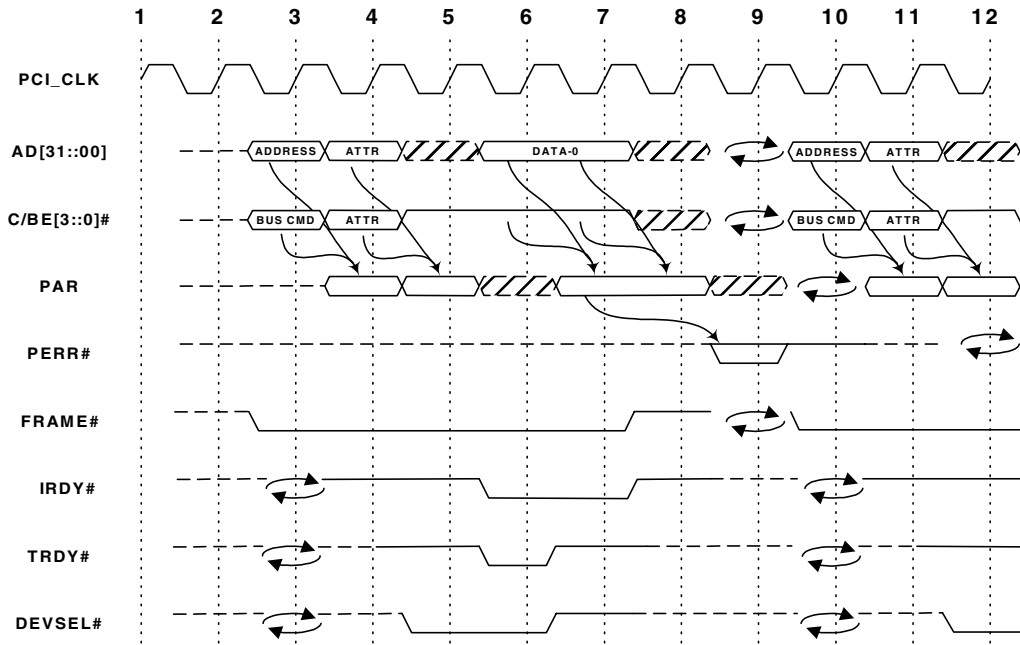 1 2 3 4 5 6 7 8 9 10 11 12
PCI_CLK
AD[31::00] ADDRESS ATTR DATA-0 ADDRESS ATTR
C/BE[3::0]# BUS CMD ATTR BUS CMD ATTR
PAR
PERR#
FRAME#
IRDY#
TRDY#
DEVSEL#